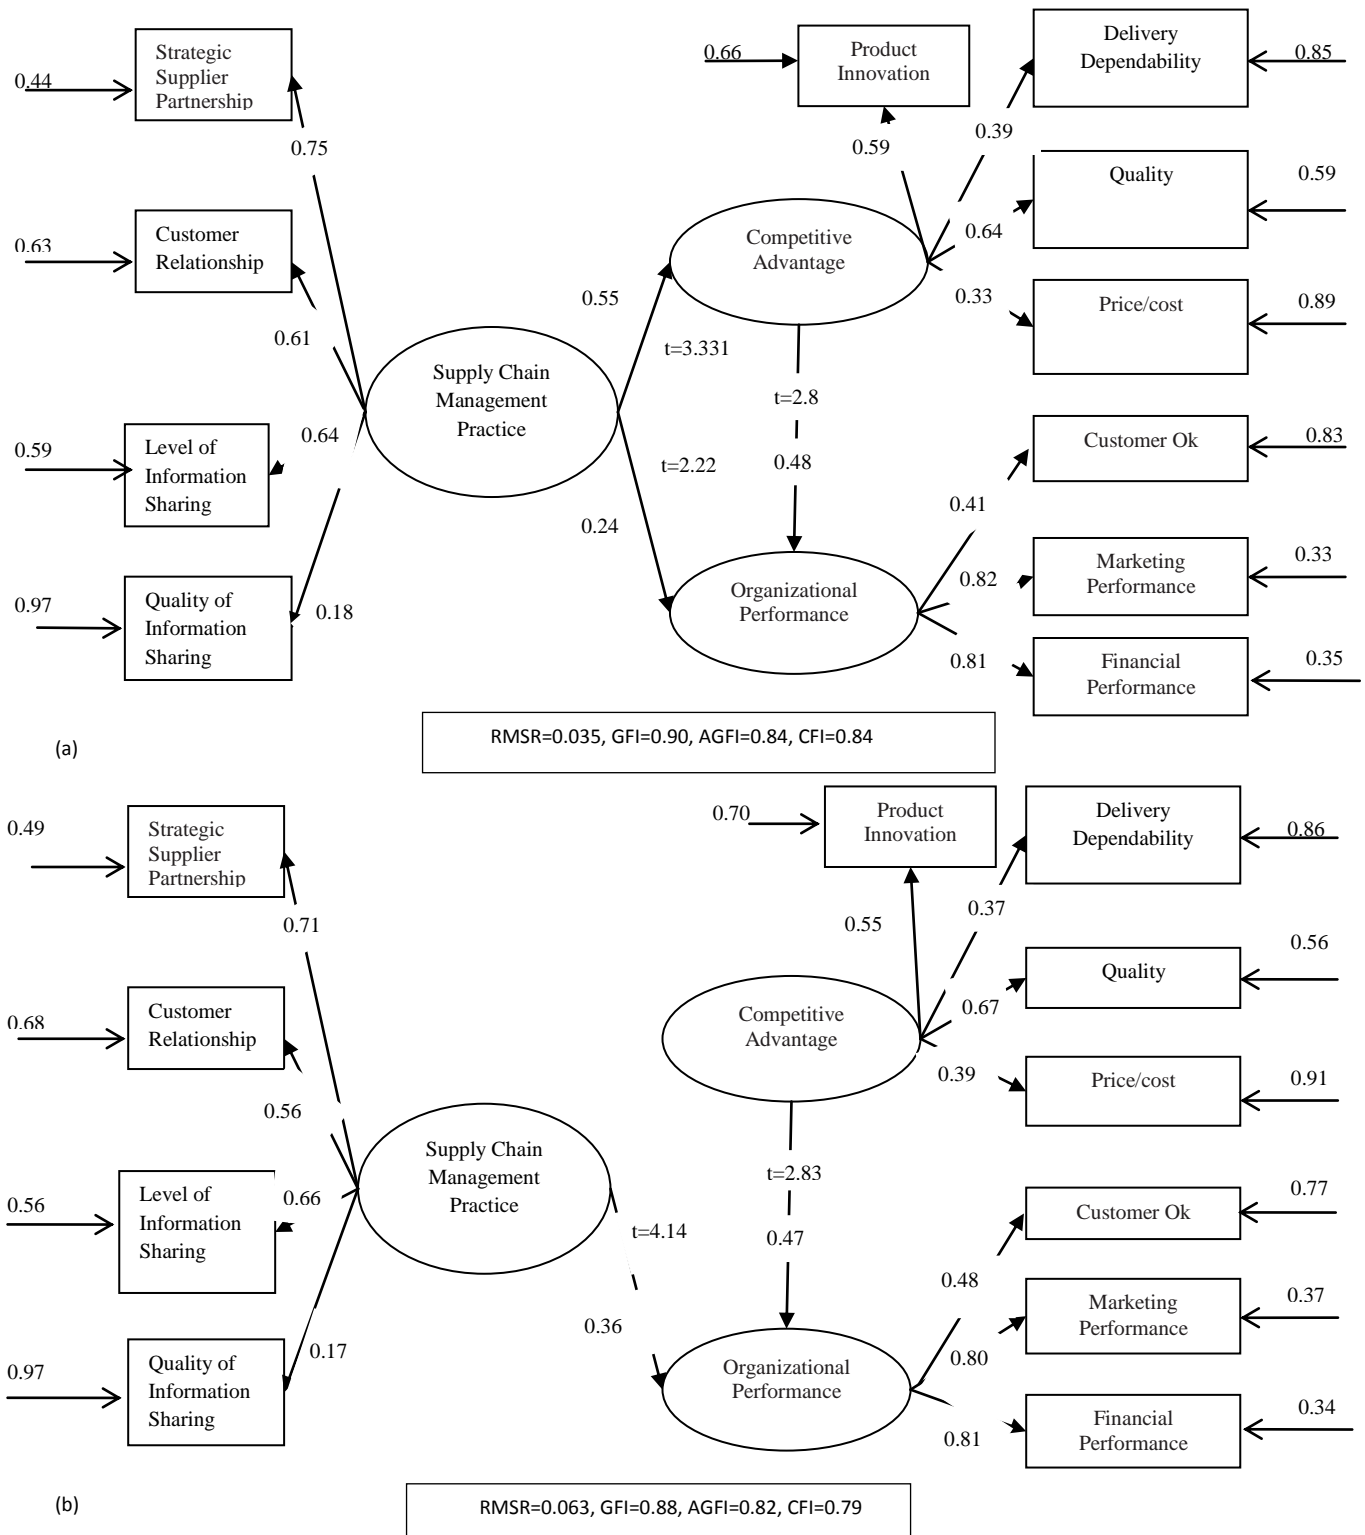 0.44
Strategic
Supplier
Partnership
0.75
0.63
Customer
Relationship
0.61
0.59
Level of
Information
Sharing
0.64
0.97
Quality of
Information
Sharing
0.18
Supply Chain
Management
Practice
0.55
t=3.331
t=2.22
0.24
0.66
Product
Innovation
0.59
Competitive
Advantage
t=2.8
0.48
Organizational
Performance
0.39
Delivery
Dependability
0.85
0.64
Quality
0.59
0.33
Price/cost
0.89
0.41
Customer Ok
0.83
0.82
Marketing
Performance
0.33
0.81
Financial
Performance
0.35
(a)
RMSR=0.035, GFI=0.90, AGFI=0.84, CFI=0.84
0.49
Strategic
Supplier
Partnership
0.71
0.68
Customer
Relationship
0.56
0.56
Level of
Information
Sharing
0.66
0.97
Quality of
Information
Sharing
0.17
Supply Chain
Management
Practice
t=4.14
0.36
0.70
Product
Innovation
0.55
Competitive
Advantage
t=2.83
0.47
Organizational
Performance
0.37
Delivery
Dependability
0.86
0.67
Quality
0.56
0.39
Price/cost
0.91
0.48
Customer Ok
0.77
0.80
Marketing
Performance
0.37
0.81
Financial
Performance
0.34
(b)
RMSR=0.063, GFI=0.88, AGFI=0.82, CFI=0.79